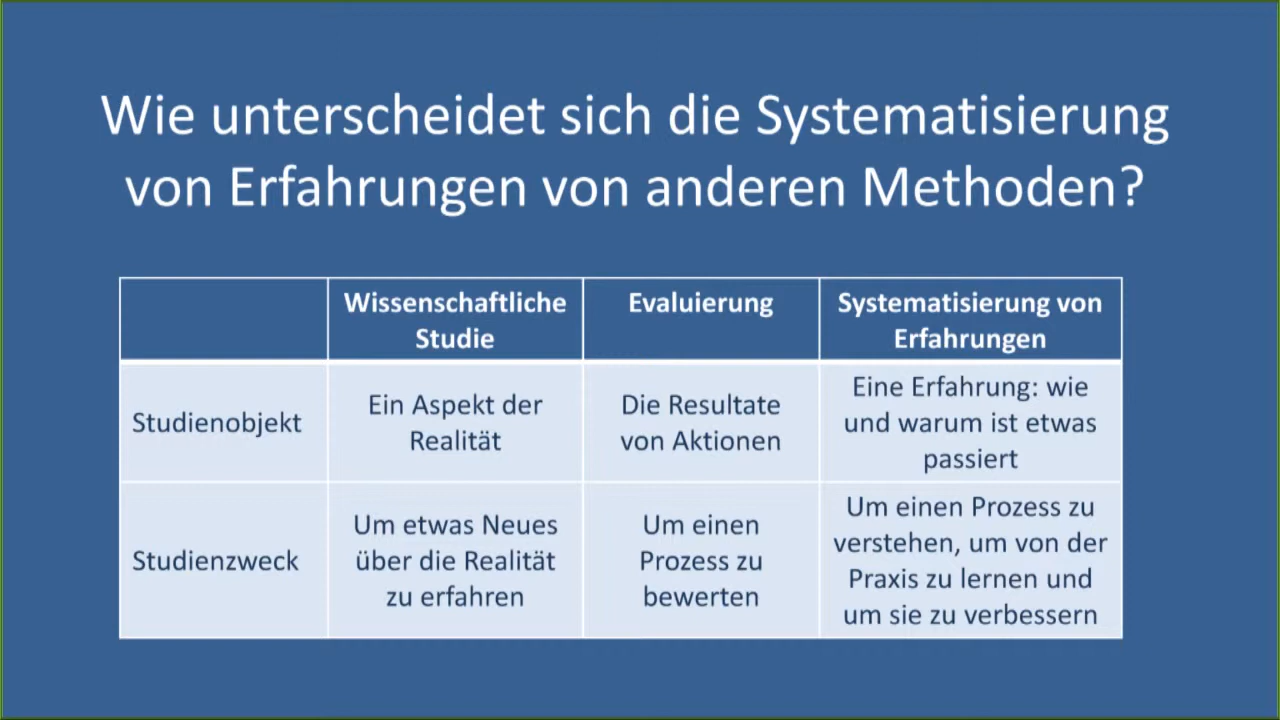 Wie unterscheidet sich die Systematisierung
von Erfahrungen von anderen Methoden?
Wissenschaftliche
Studie
Evaluierung
Systematisierung von
Erfahrungen
Studienobjekt
Ein Aspekt der
Realität
Die Resultate
von Aktionen
Eine Erfahrung: wie
und warum ist etwas
passiert
Studienzweck
Um etwas Neues
über die Realität
zu erfahren
Um einen
Prozess zu
bewerten
Um einen Prozess zu
verstehen, um von der
Praxis zu lernen und
um sie zu verbessern